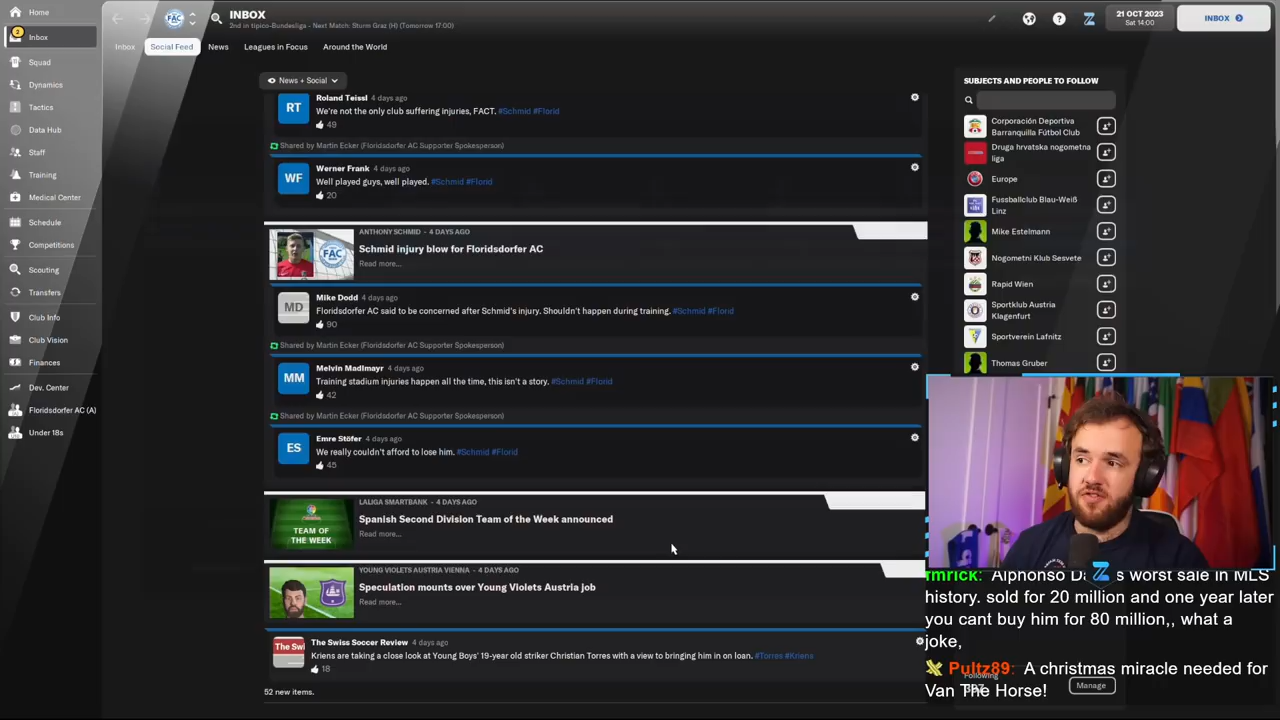 Home
2
Inbox
Squad
Dynamics
Tactics
Data Hub
Staff
Training
Medical Center
Schedule
Competitions
Scouting
Transfers
Club Info
Club Vision
Finances
Dev. Center
Floridsdorfer AC (A)
Under 18s
FAC
INBOX
2nd in tipico-Bundesliga - Next Match: Sturm Graz (H) (Tomorrow 17:00)
21 OCT 2023
Sat 14:00
INBOX
Inbox
Social Feed
News
Leagues in Focus
Around the World
News + Social
RT
Roland Teissl 4 days ago
We're not the only club suffering injuries, FACT. #Schmid #Florid
49
Shared by Martin Ecker (Floridsdorfer AC Supporter Spokesperson)
WF
Werner Frank 4 days ago
Well played guys, well played. #Schmid #Florid
20
ANTHONY SCHMID - 4 DAYS AGO
Schmid injury blow for Floridsdorfer AC
Read more...
FAC
MD
Mike Dodd 4 days ago
Floridsdorfer AC said to be concerned after Schmid's injury. Shouldn't happen during training. #Schmid #Florid
90
Shared by Martin Ecker (Floridsdorfer AC Supporter Spokesperson)
MM
Melvin Madlmayr 4 days ago
Training stadium injuries happen all the time, this isn't a story. #Schmid #Florid
42
Shared by Martin Ecker (Floridsdorfer AC Supporter Spokesperson)
ES
Emre Stöfer 4 days ago
We really couldn't afford to lose him. #Schmid #Florid
45
LALIGA SMARTBANK - 4 DAYS AGO
Spanish Second Division Team of the Week announced
Read more...
TEAM OF
THE WEEK
YOUNG VIOLETS AUSTRIA VIENNA - 4 DAYS AGO
Speculation mounts over Young Violets Austria job
Read more...
The Swi
The Swiss Soccer Review 4 days ago
Kriens are taking a close look at Young Boys' 19-year old striker Christian Torres with a view to bringing him in on loan. #Torres #Kriens
18
52 new items.
SUBJECTS AND PEOPLE TO FOLLOW
Corporación Deportiva
Barranquilla Fútbol Club
Druga hrvatska nogometna
liga
Europe
Fussballclub Blau-Weiß
Linz
Mike Estelmann
Nogometni Klub Sesvete
Rapid Wien
Sportklub Austria
Klagenfurt
Sportverein Lafnitz
Thomas Gruber
rmrick: Alphonso Da 's worst sale in MLS
history. sold for 20 million and one year later
you cant buy him for 80 million,, what a
joke,
Pultz89: A christmas miracle needed for
Van The Horse!
Following
Manage